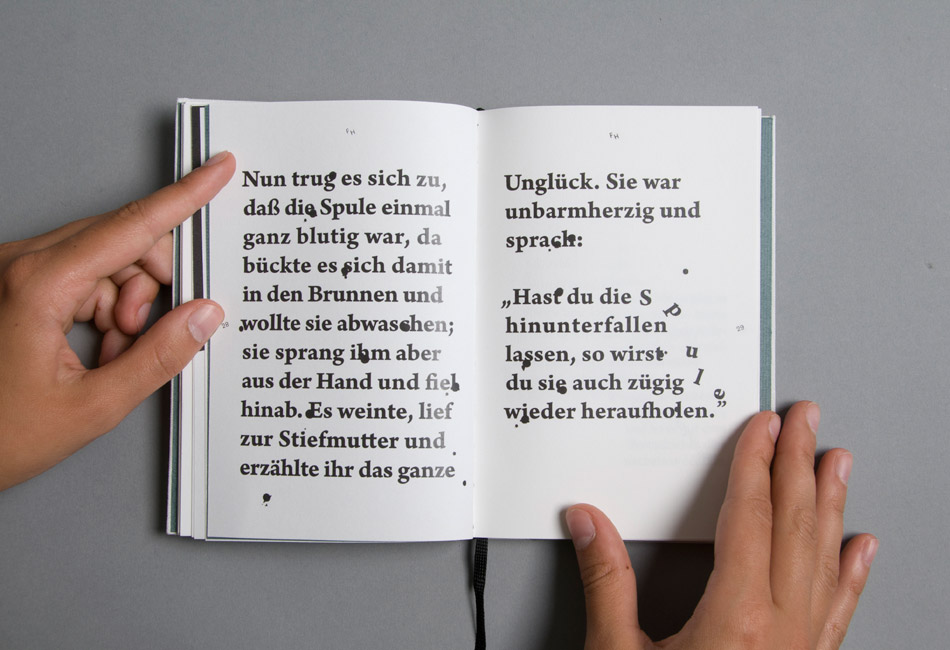 FH
Nun trug es sich zu,
daß die Spule einmal
ganz blutig war, da
bückte es sich damit
in den Brunnen und
wollte sie abwaschen;
sie sprang ihm aber
aus der Hand und fiel
hinab. Es weinte, lief
zur Stiefmutter und
erzählte ihr das ganze
28
FH
Unglück. Sie war
unbarmherzig und
sprach:
„Hast du die Spule
hinunterfallen
lassen, so wirst
du sie auch zügig
wieder heraufholen.”
29